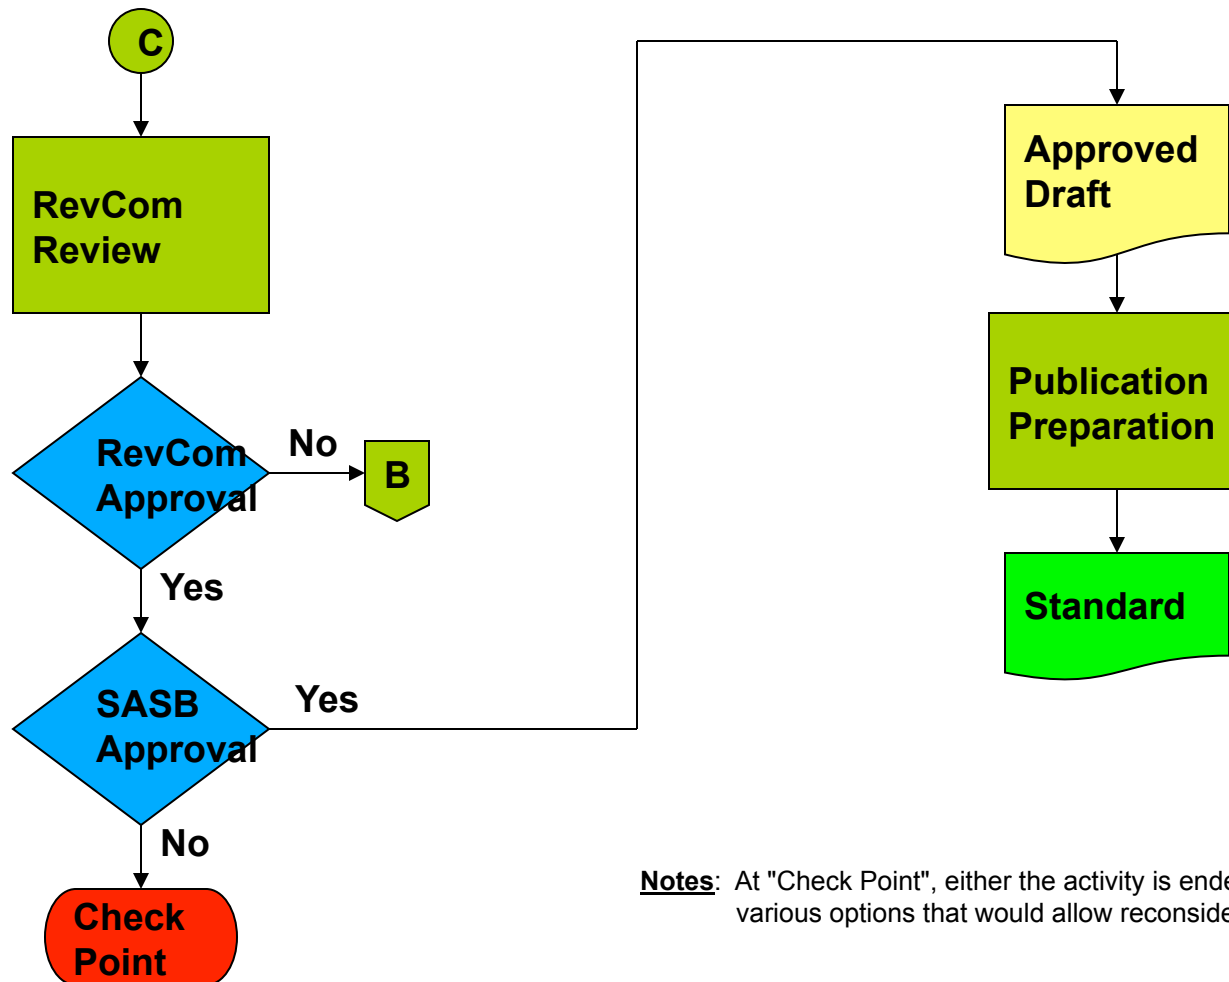 C
RevCom
Review
RevCom
Approval
No
B
Yes
SASB
Approval
Yes
No
Check
Point
Approved
Draft
Publication
Preparation
Standard
Notes: At "Check Point", either the activity is ende
various options that would allow reconside